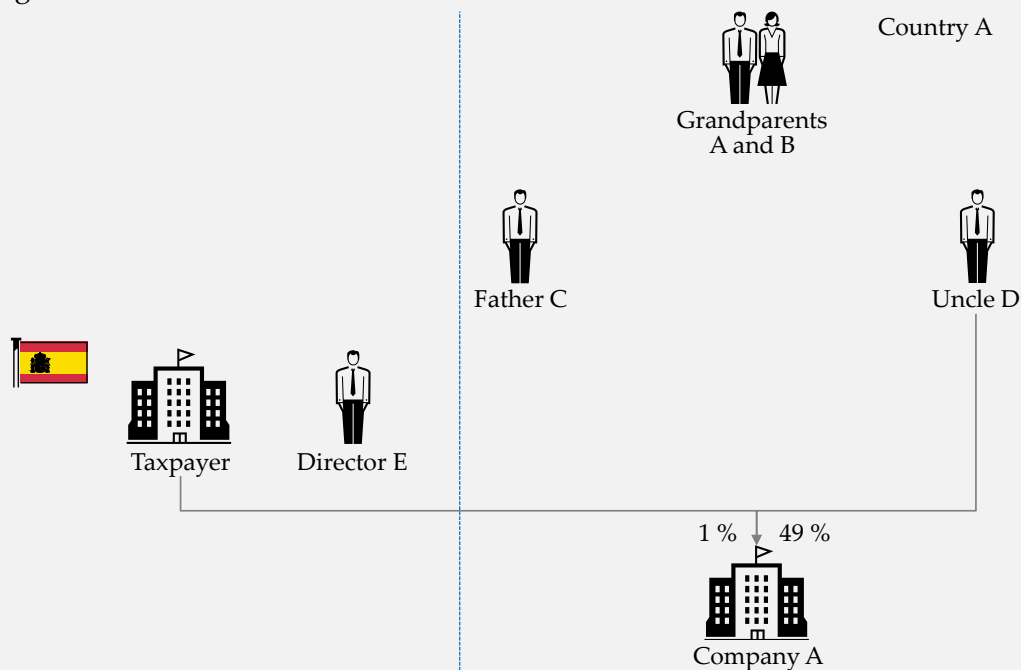 Country A
Grandparents
A and B
Father C
Uncle D
Taxpayer
Director E
1 % 49 %
Company A